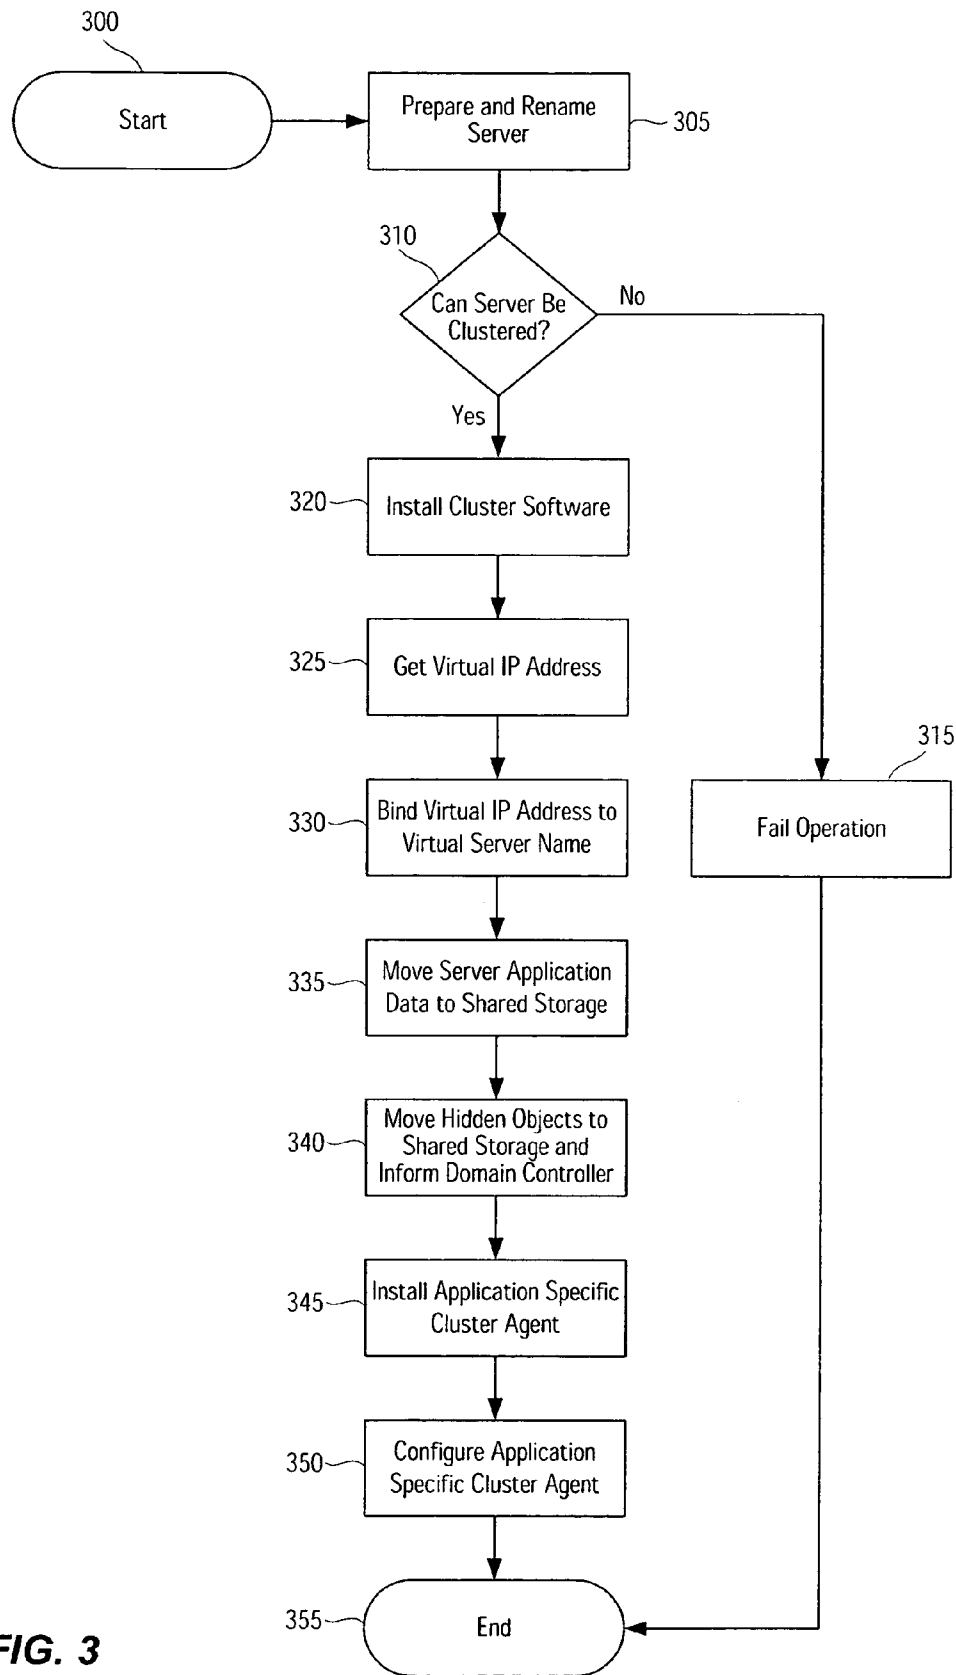 300
Start
Prepare and Rename
Server
305
310
Can Server Be
Clustered?
No
Yes
320
Install Cluster Software
325
Get Virtual IP Address
315
Fail Operation
330
Bind Virtual IP Address to
Virtual Server Name
335
Move Server Application
Data to Shared Storage
340
Move Hidden Objects to
Shared Storage and
Inform Domain Controller
345
Install Application Specific
Cluster Agent
350
Configure Application
Specific Cluster Agent
355
End
FIG. 3